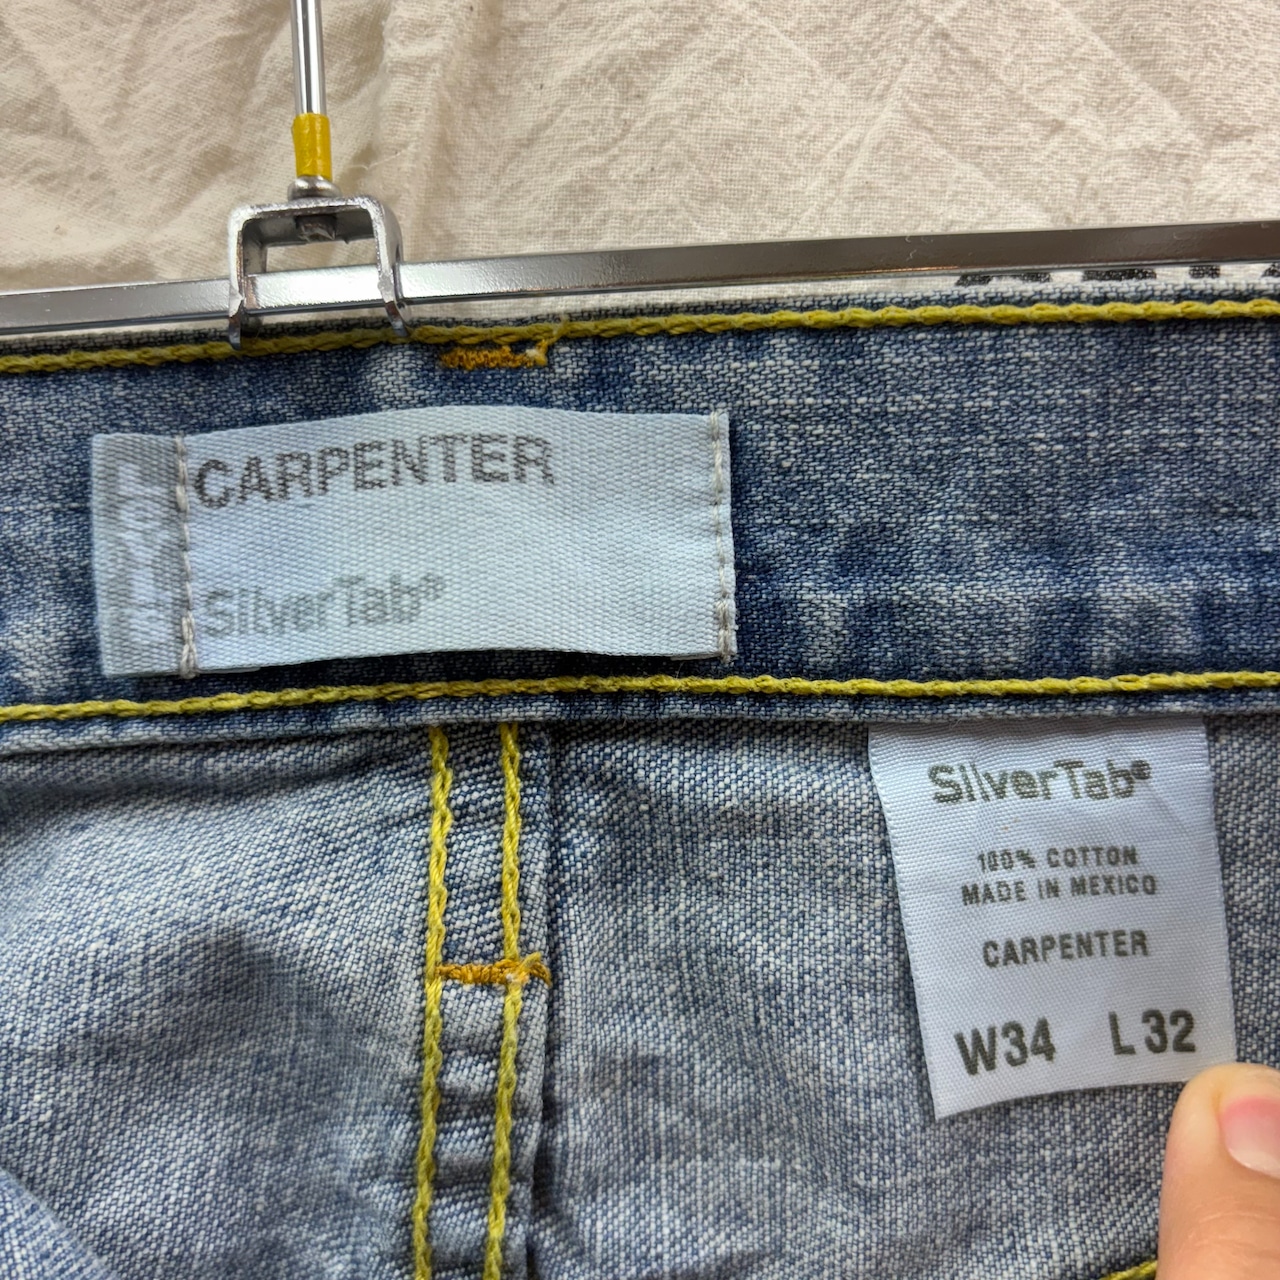 CARPENTER
SilverTab®
SilverTab®
100% COTTON
MADE IN MEXICO
CARPENTER
W34 L32